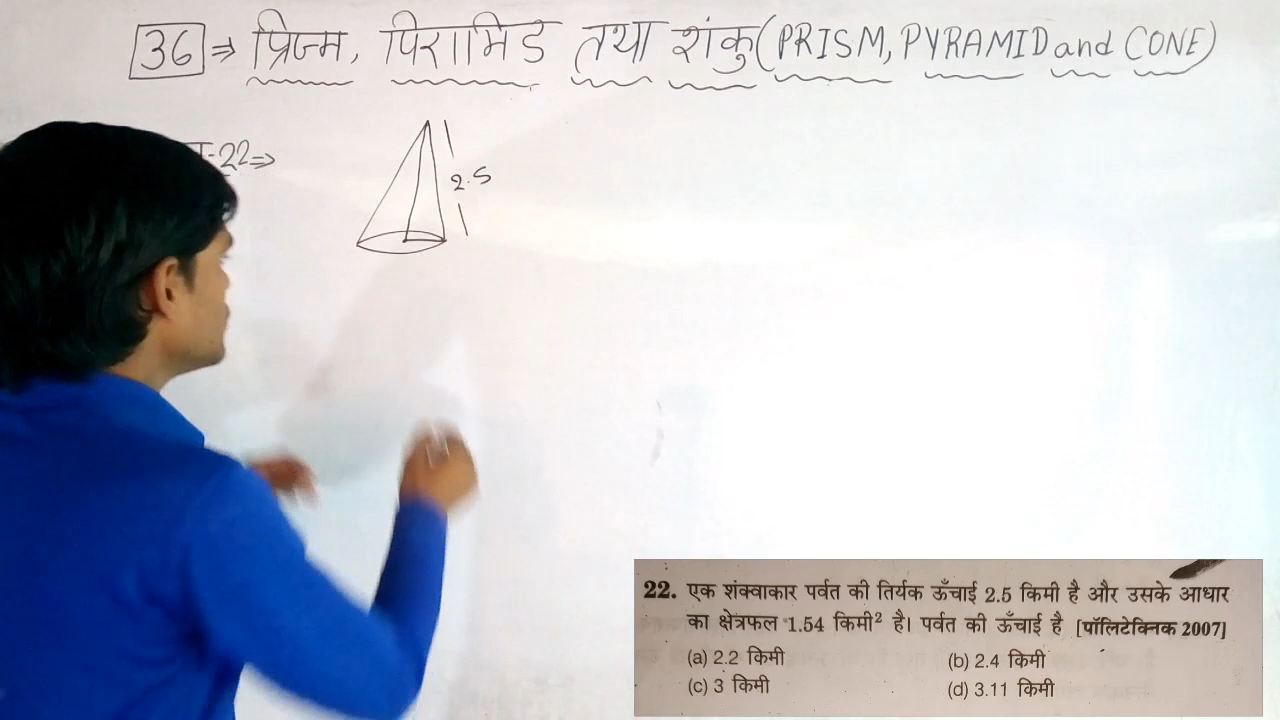 36 ⇒ प्रिज्म, पिरामिड तथा शंकु (PRISM, PYRAMID and CONE)
-22⇒
2.5
22. एक शंक्वाकार पर्वत की तिर्यक ऊँचाई 2.5 किमी है और उसके आधार
का क्षेत्रफल 1.54 किमी² है। पर्वत की ऊँचाई है [पॉलिटेक्निक 2007]
(a) 2.2 किमी (b) 2.4 किमी
(c) 3 किमी (d) 3.11 किमी